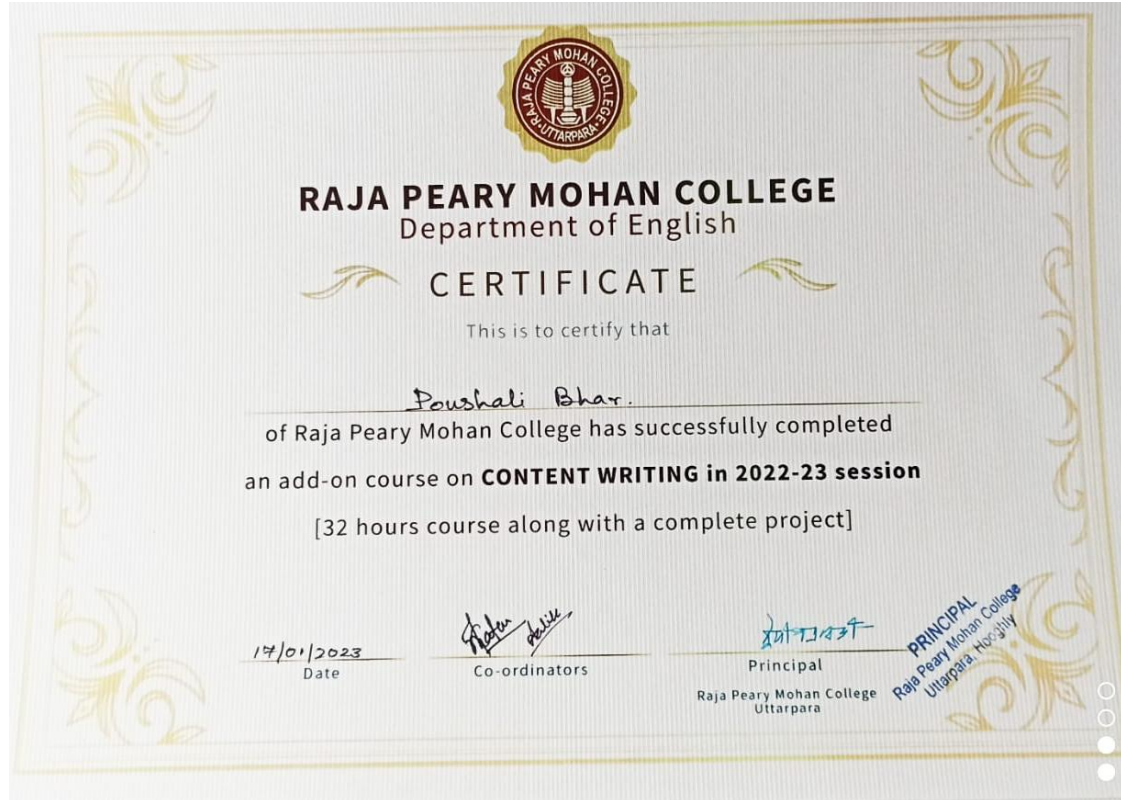 RAJA PEARY MOHAN COLLEGE
UTTARPARA
RAJA PEARY MOHAN COLLEGE
Department of English
CERTIFICATE
This is to certify that
Poushali Bhar.
of Raja Peary Mohan College has successfully completed
an add-on course on CONTENT WRITING in 2022-23 session
[32 hours course along with a complete project]
17/01/2023
Date
Co-ordinators
Principal
Raja Peary Mohan College
Uttarpara
PRINCIPAL
Raja Peary Mohan College
Uttarpara, Hooghly